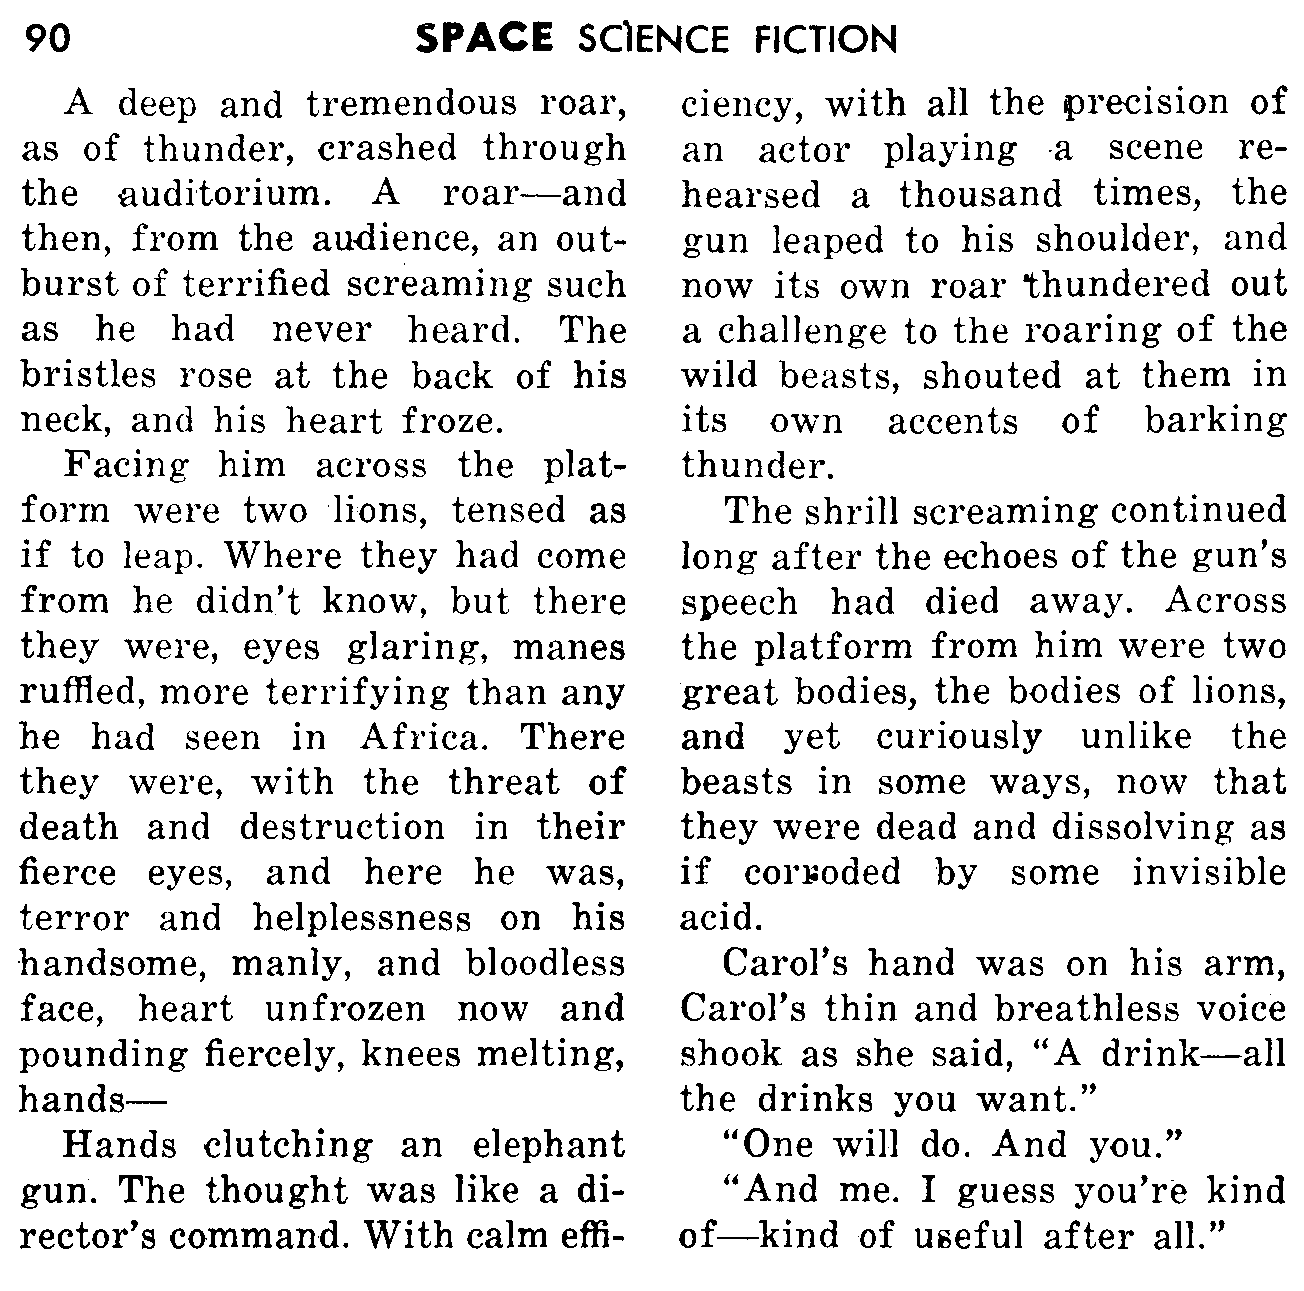 90
SPACE SCIENCE FICTION
A deep and tremendous roar,
as of thunder, crashed through
the auditorium. A roar—and
then, from the audience, an out-
burst of terrified screaming such
as he had never heard. The
bristles rose at the back of his
neck, and his heart froze.
Facing him across the plat-
form were two lions, tensed as
if to leap. Where they had come
from he didn't know, but there
they were, eyes glaring, manes
ruffled, more terrifying than any
he had seen in Africa. There
they were, with the threat of
death and destruction in their
fierce eyes, and here he was,
terror and helplessness on his
handsome, manly, and bloodless
face, heart unfrozen now and
pounding fiercely, knees melting,
hands—
Hands clutching an elephant
gun. The thought was like a di-
rector's command. With calm effi-
ciency, with all the precision of
an actor playing a scene re-
hearsed a thousand times, the
gun leaped to his shoulder, and
now its own roar thundered out
a challenge to the roaring of the
wild beasts, shouted at them in
its own accents of barking
thunder.
The shrill screaming continued
long after the echoes of the gun's
speech had died away. Across
the platform from him were two
great bodies, the bodies of lions,
and yet curiously unlike the
beasts in some ways, now that
they were dead and dissolving as
if corroded by some invisible
acid.
Carol's hand was on his arm,
Carol's thin and breathless voice
shook as she said, "A drink—all
the drinks you want."
"One will do. And you."
"And me. I guess you're kind
of—kind of useful after all."